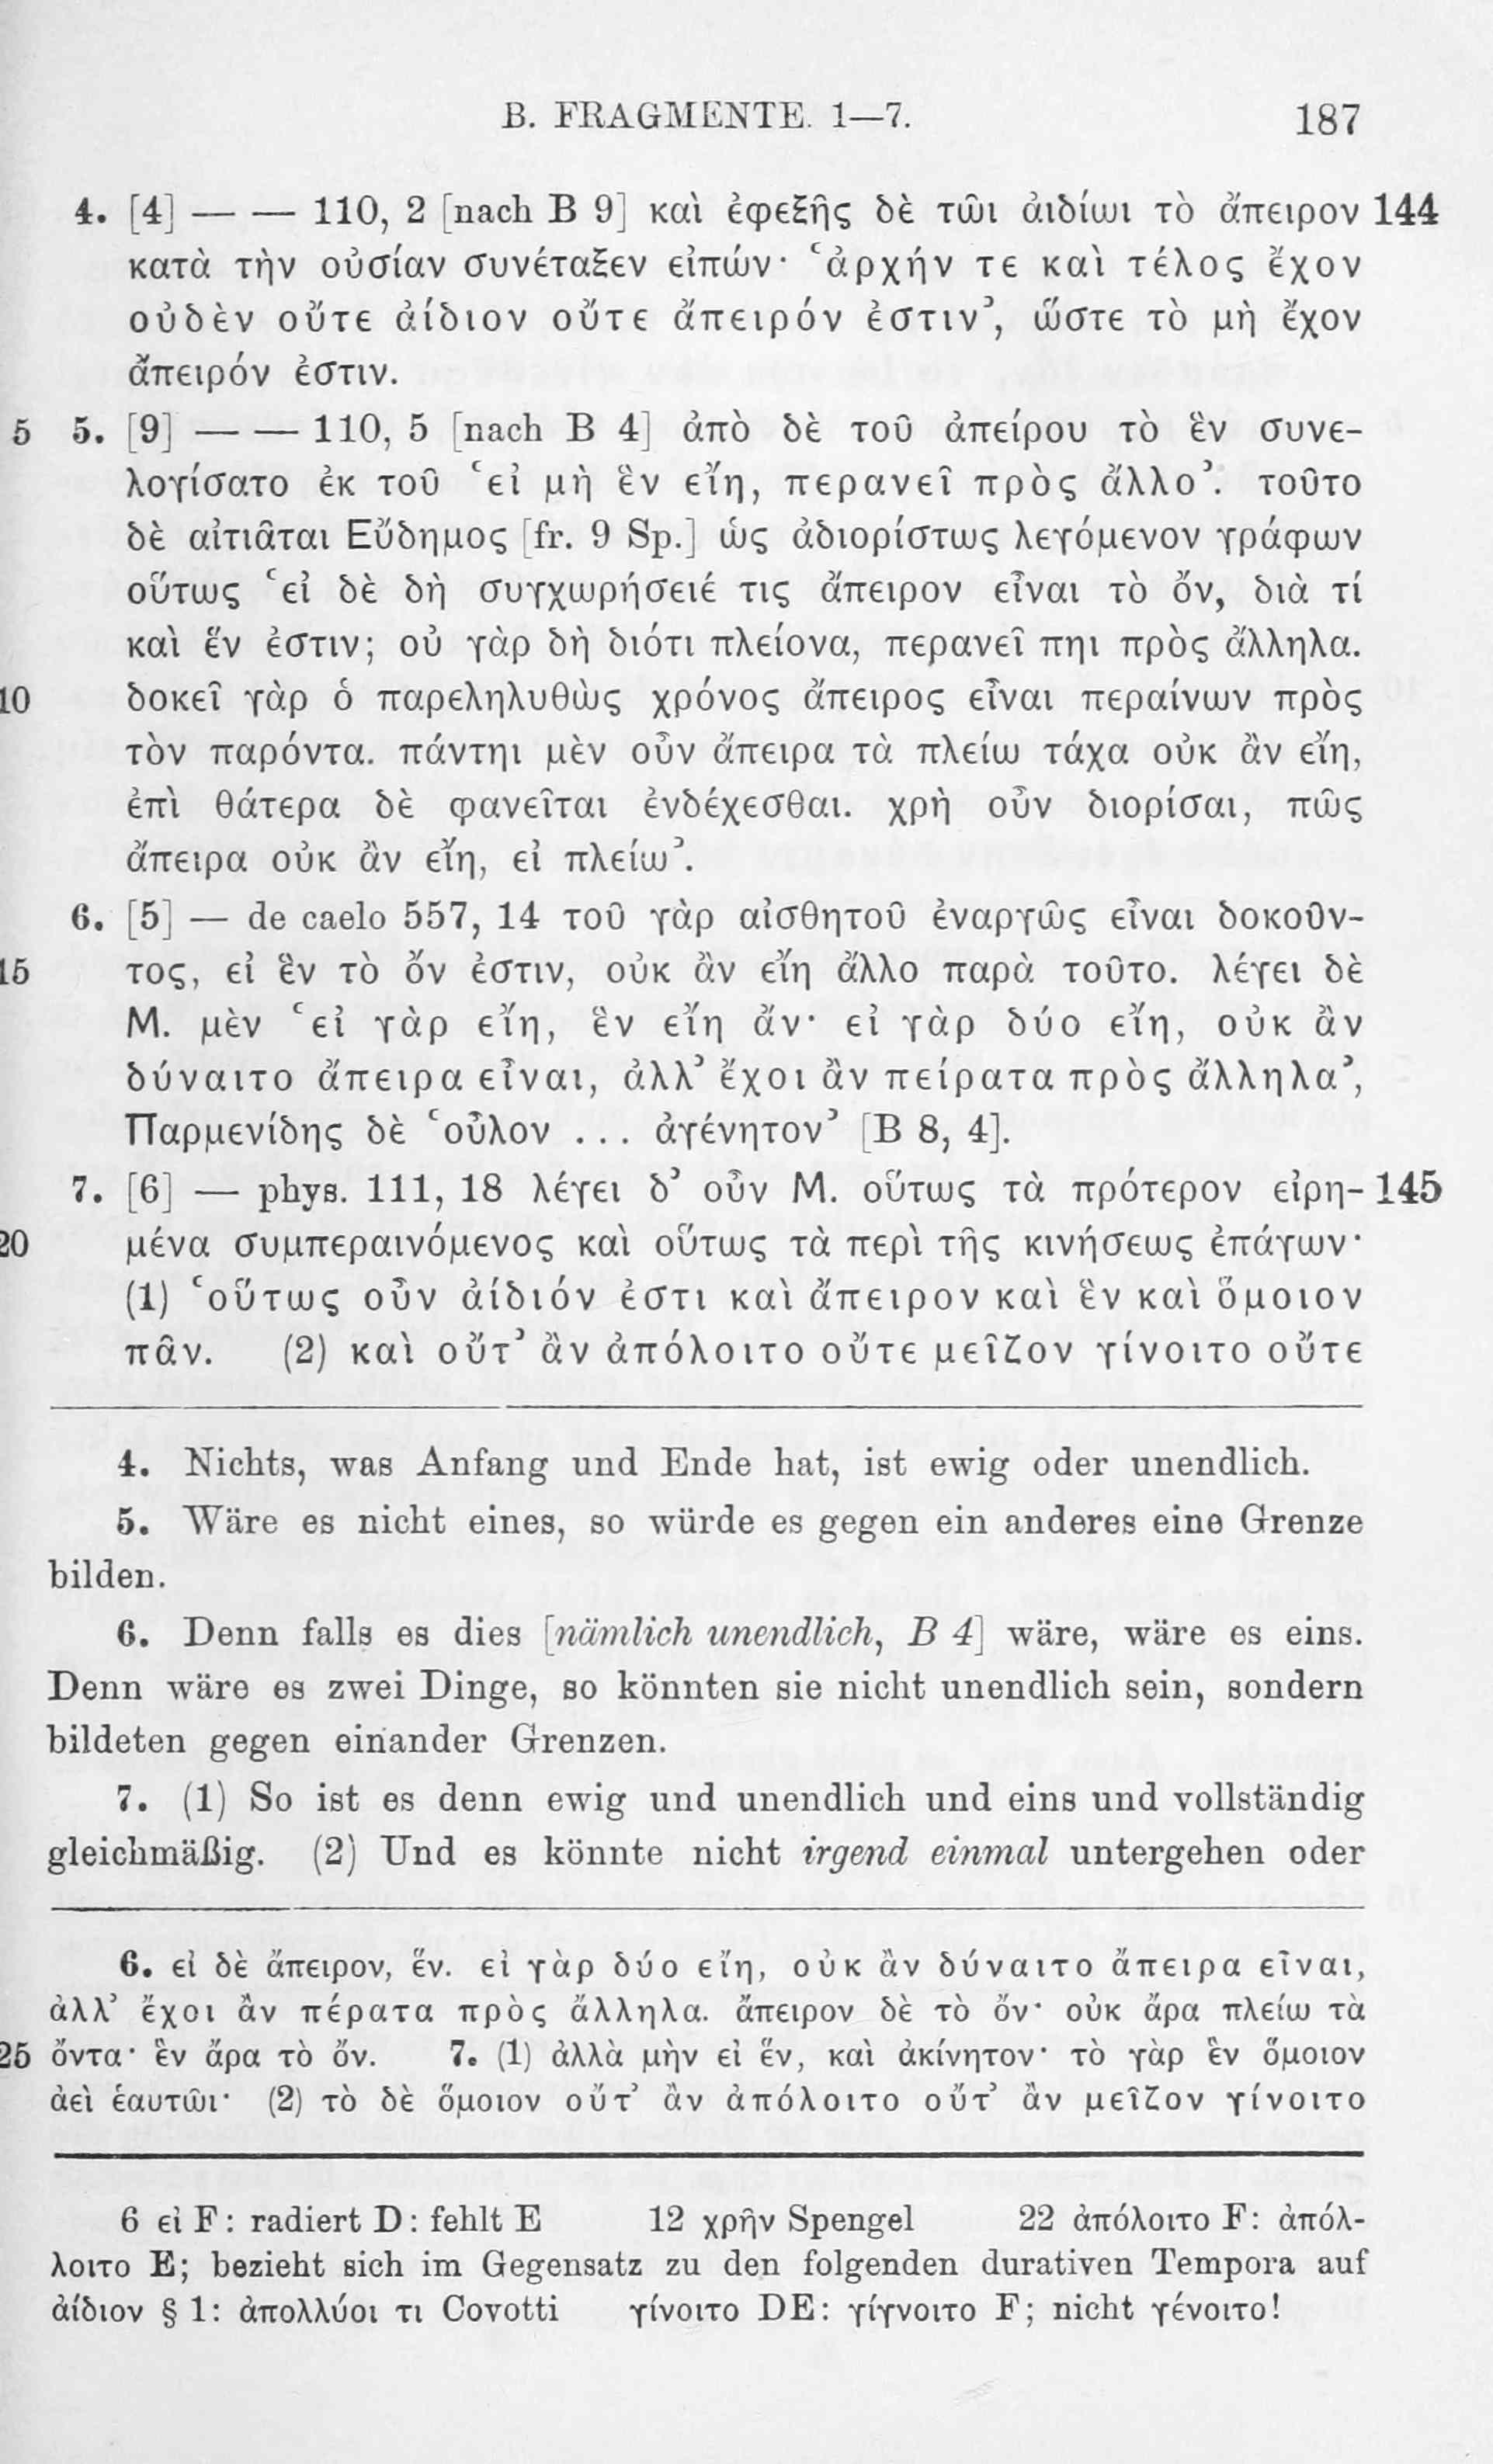 B. FRAGMENTE. 1—7. 187
4. [4] — — 110, 2 [nach B 9] καὶ ἐφεξῆς δὲ τῶι ἀιδίωι τὸ ἄπειρον 144
κατὰ τὴν οὐσίαν συνέταξεν εἰπών· ‘ἀρχήν τε καὶ τέλος ἔχον
οὐδὲν οὔτε ἀίδιον οὔτε ἄπειρόν ἐστιν’, ὥστε τὸ μὴ ἔχον
ἄπειρόν ἐστιν.
5 5. [9] — — 110, 5 [nach B 4] ἀπὸ δὲ τοῦ ἀπείρου τὸ ἓν συνε-
λογίσατο ἐκ τοῦ ‘εἰ μὴ ἓν εἴη, περανεῖ πρὸς ἄλλο’. τοῦτο
δὲ αἰτιᾶται Εὔδημος [fr. 9 Sp.] ὡς ἀδιορίστως λεγόμενον γράφων
οὕτως ‘εἰ δὲ δὴ συγχωρήσειέ τις ἄπειρον εἶναι τὸ ὄν, διὰ τί
καὶ ἕν ἐστιν; οὐ γὰρ δὴ διότι πλείονα, περανεῖ πηι πρὸς ἄλληλα.
10 δοκεῖ γὰρ ὁ παρεληλυθὼς χρόνος ἄπειρος εἶναι περαίνων πρὸς
τὸν παρόντα. πάντηι μὲν οὖν ἄπειρα τὰ πλείω τάχα οὐκ ἂν εἴη,
ἐπὶ θάτερα δὲ φανεῖται ἐνδέχεσθαι. χρὴ οὖν διορίσαι, πῶς
ἄπειρα οὐκ ἂν εἴη, εἰ πλείω’.
6. [5] — de caelo 557, 14 τοῦ γὰρ αἰσθητοῦ ἐναργῶς εἶναι δοκοῦν-
15 τος, εἰ ἓν τὸ ὄν ἐστιν, οὐκ ἂν εἴη ἄλλο παρὰ τοῦτο. λέγει δὲ
Μ. μὲν ‘εἰ γὰρ εἴη, ἓν εἴη ἄν· εἰ γὰρ δύο εἴη, οὐκ ἂν
δύναιτο ἄπειρα εἶναι, ἀλλ’ ἔχοι ἂν πείρατα πρὸς ἄλληλα’,
Παρμενίδης δὲ ‘οὖλον ... ἀγένητον’ [B 8, 4].
7. [6] — phys. 111, 18 λέγει δ’ οὖν Μ. οὕτως τὰ πρότερον εἰρη- 145
20 μένα συμπεραινόμενος καὶ οὕτως τὰ περὶ τῆς κινήσεως ἐπάγων·
(1) ‘οὕτως οὖν ἀίδιόν ἐστι καὶ ἄπειρον καὶ ἓν καὶ ὅμοιον
πᾶν. (2) καὶ οὔτ’ ἂν ἀπόλοιτο οὔτε μεῖζον γίνοιτο οὔτε
4. Nichts, was Anfang und Ende hat, ist ewig oder unendlich.
5. Wäre es nicht eines, so würde es gegen ein anderes eine Grenze
bilden.
6. Denn falls es dies [nämlich unendlich, B 4] wäre, wäre es eins.
Denn wäre es zwei Dinge, so könnten sie nicht unendlich sein, sondern
bildeten gegen einander Grenzen.
7. (1) So ist es denn ewig und unendlich und eins und vollständig
gleichmäßig. (2) Und es könnte nicht irgend einmal untergehen oder
6. εἰ δὲ ἄπειρον, ἕν. εἰ γὰρ δύο εἴη, οὐκ ἂν δύναιτο ἄπειρα εἶναι,
ἀλλ’ ἔχοι ἂν πέρατα πρὸς ἄλληλα. ἄπειρον δὲ τὸ ὄν· οὐκ ἄρα πλείω τὰ
25 ὄντα· ἓν ἄρα τὸ ὄν. 7. (1) ἀλλὰ μὴν εἰ ἕν, καὶ ἀκίνητον· τὸ γὰρ ἓν ὅμοιον
ἀεὶ ἑαυτῶι· (2) τὸ δὲ ὅμοιον οὔτ’ ἂν ἀπόλοιτο οὔτ’ ἂν μεῖζον γίνοιτο
6 εἰ F: radiert D: fehlt E 12 χρῆν Spengel 22 ἀπόλοιτο F: ἀπόλ-
λοιτο E; bezieht sich im Gegensatz zu den folgenden durativen Tempora auf
ἀίδιον § 1: ἀπολλύοι τι Covotti γίνοιτο DE: γίγνοιτο F; nicht γένοιτο!